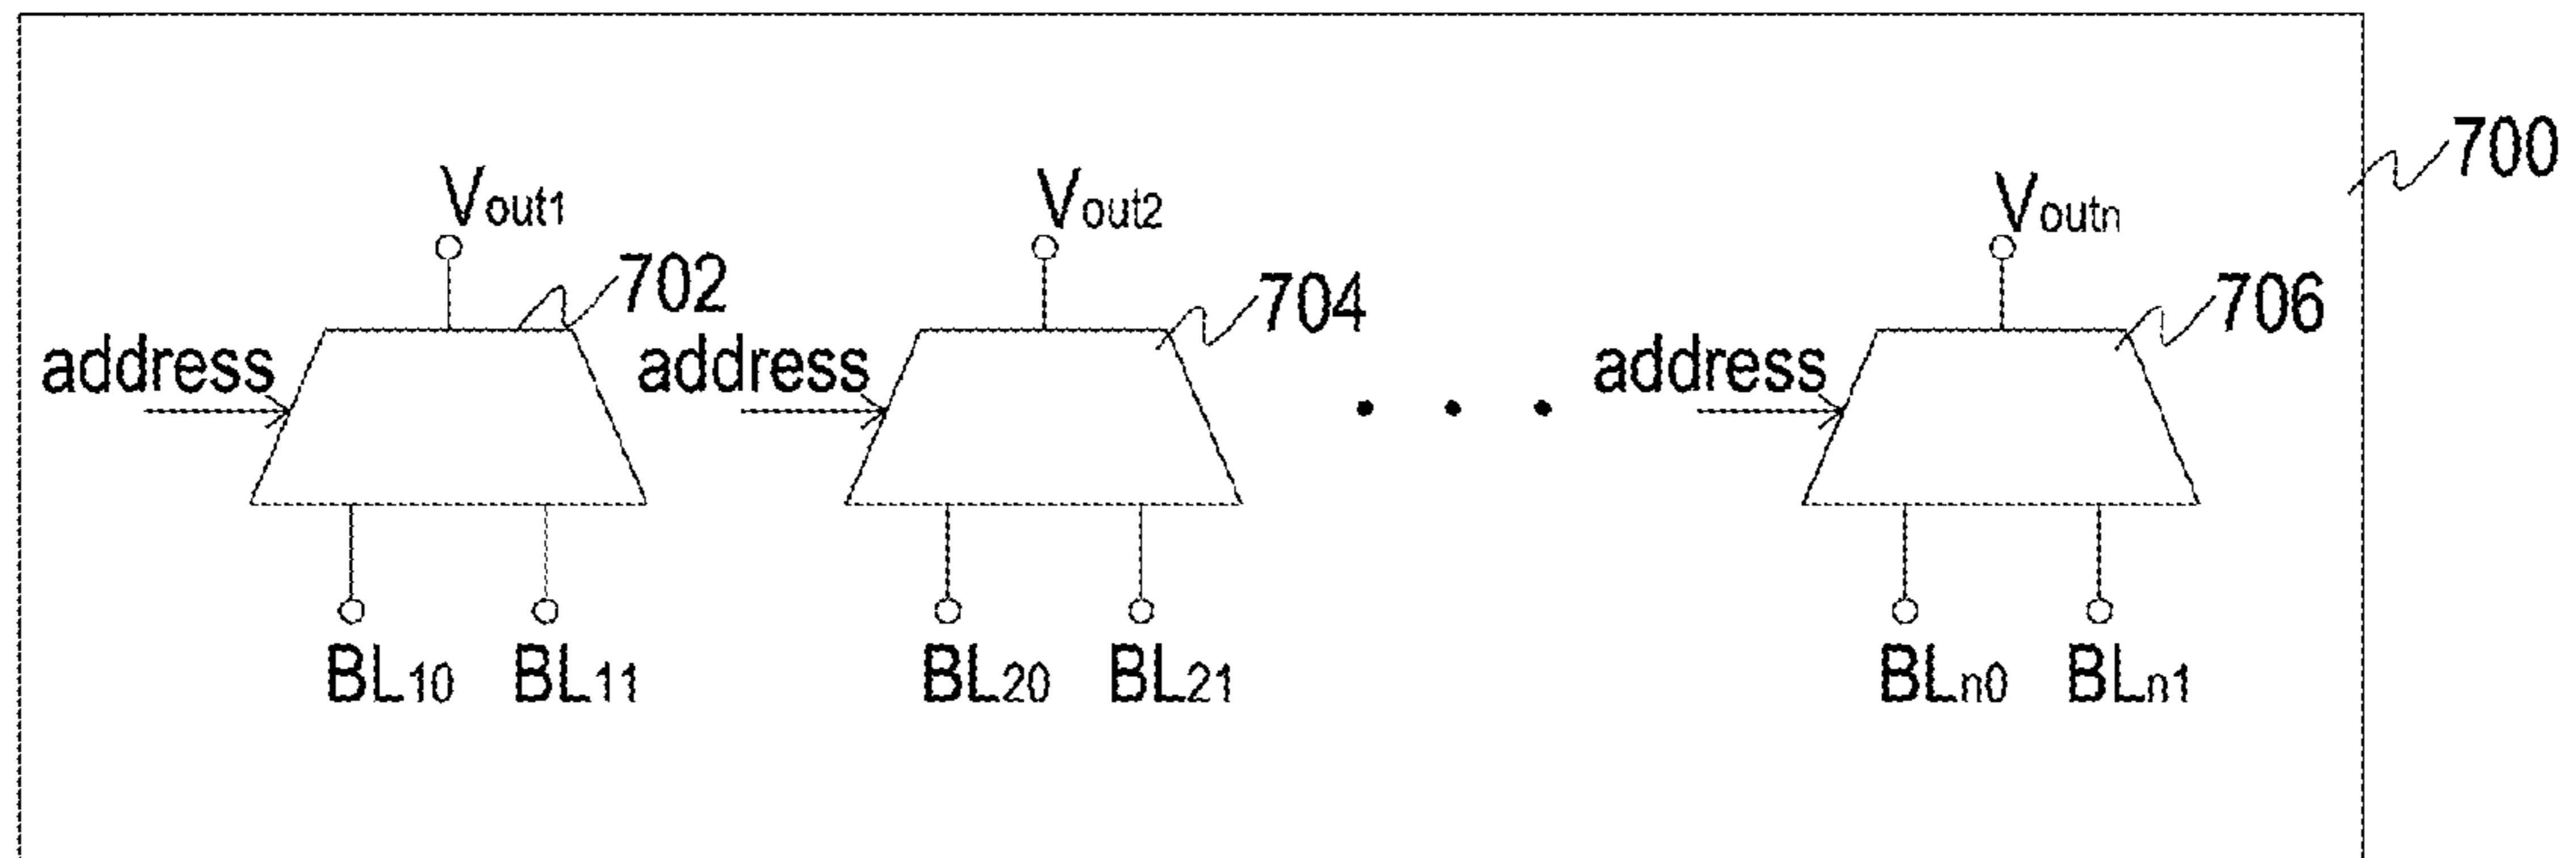 700
Vout1 Vout2 Voutn
702 704 706
address address address
BL10 BL11 BL20 BL21 BLn0 BLn1